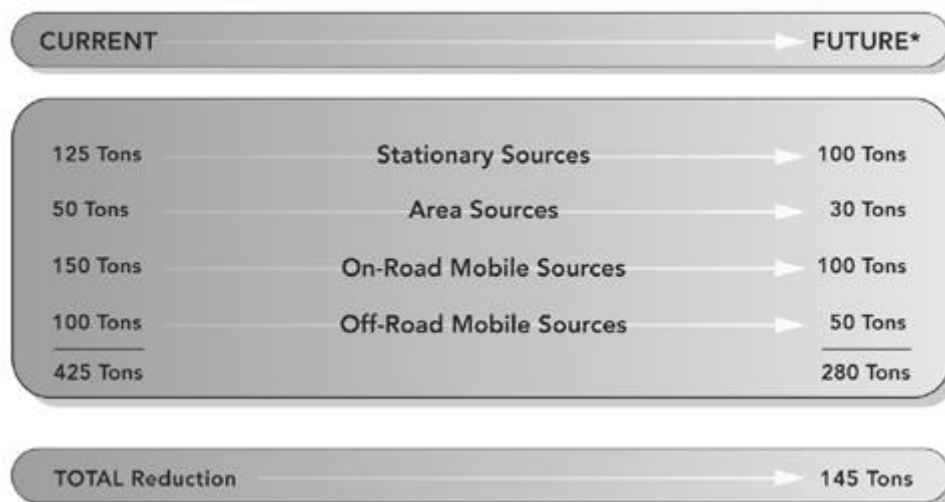 CURRENT FUTURE*
125 Tons Stationary Sources 100 Tons
50 Tons Area Sources 30 Tons
150 Tons On-Road Mobile Sources 100 Tons
100 Tons Off-Road Mobile Sources 50 Tons
425 Tons 280 Tons
TOTAL Reduction 145 Tons